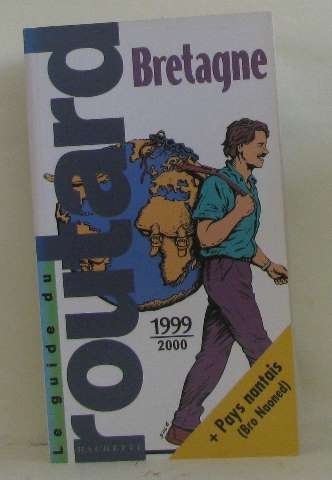 Bretagne
Le guide du
routard
1999
2000
+ Pays nantais
(Bro Naoned)
HACHETTE